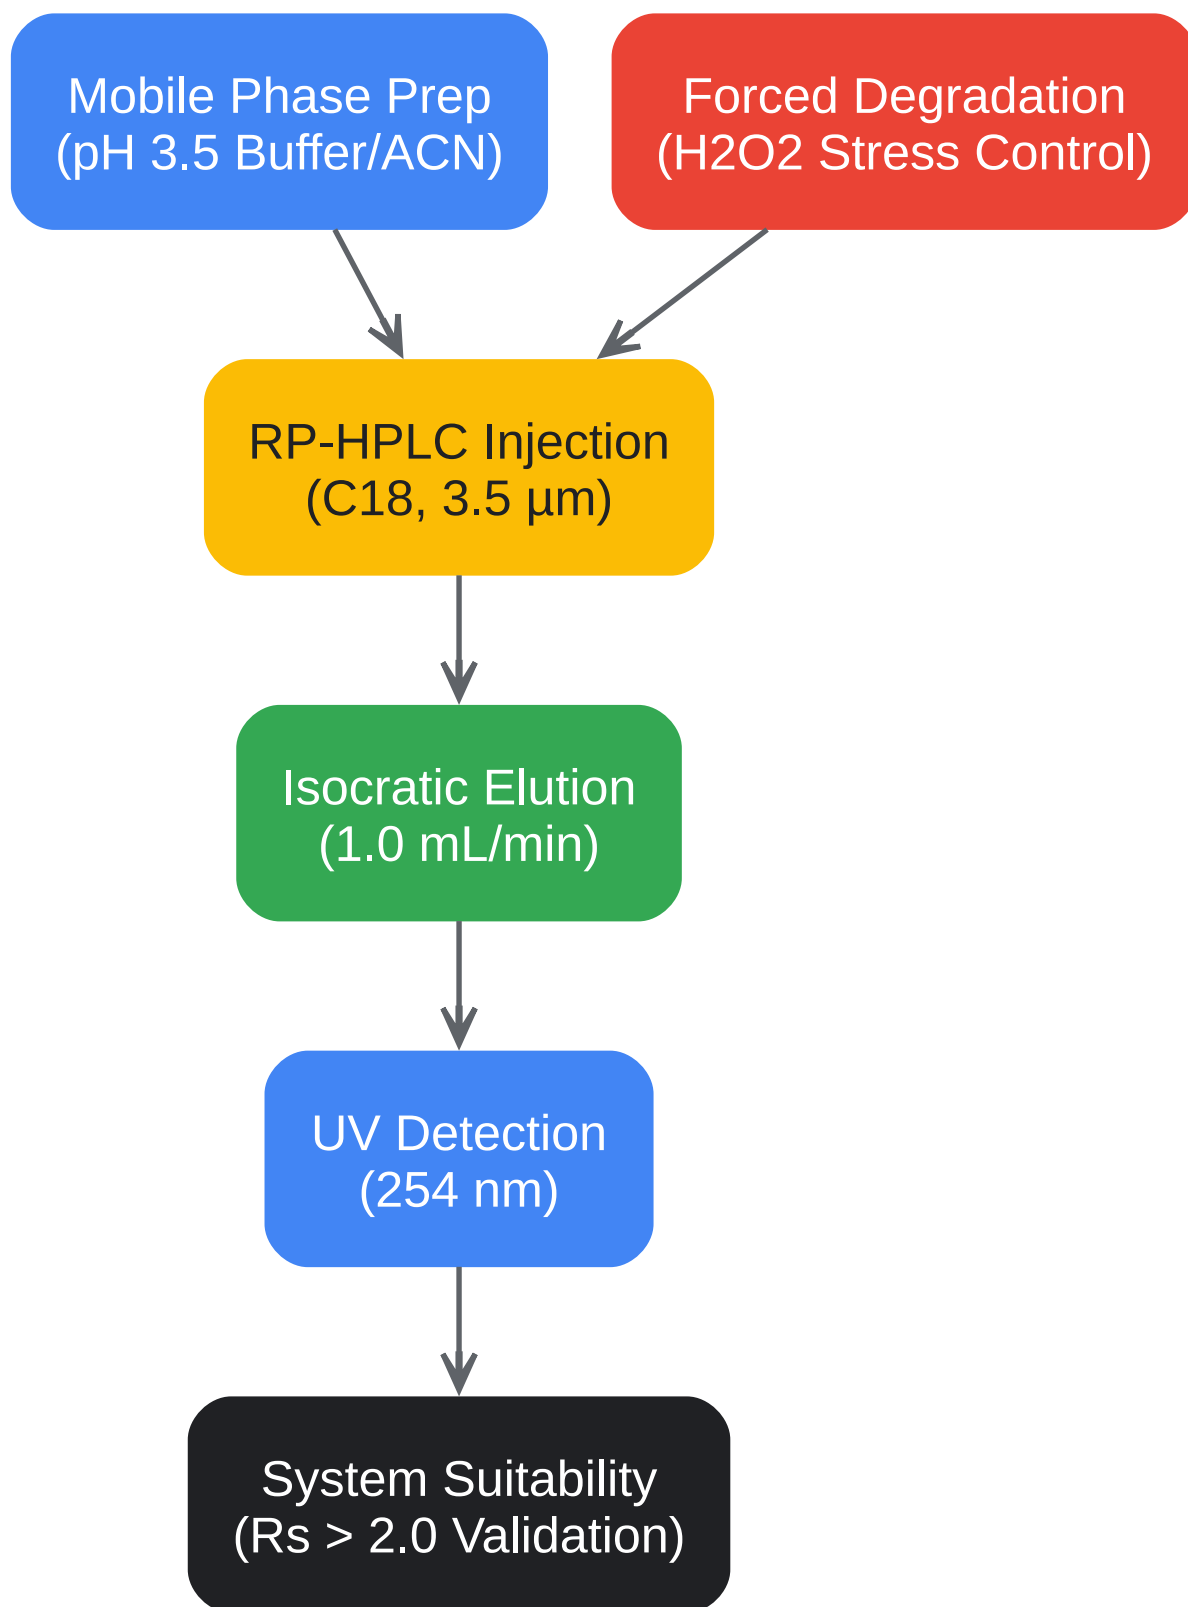 Mobile Phase Prep
(pH 3.5 Buffer/ACN)
Forced Degradation
(H2O2 Stress Control)
RP-HPLC Injection
(C18, 3.5 µm)
Isocratic Elution
(1.0 mL/min)
UV Detection
(254 nm)
System Suitability
(Rs > 2.0 Validation)